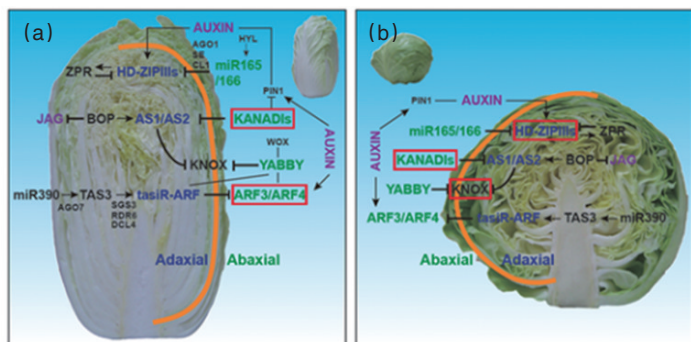 (a)
AUXIN
AGO1
SE
CL1
HYL
ZPR
HD-ZIPIIIs
miR165
/166
PIN1
JAG
BOP
AS1/AS2
KANADIs
AUXIN
WOX
KNOX
YABBY
miR390
TAS3
tasiR-ARF
ARF3/ARF4
AGO7
SGS3
RDR6
DCL4
Adaxial
Abaxial
(b)
PIN1
AUXIN
miR165/166
HD-ZIPIIIs
ZPR
AUXIN
KANADIs
AS1/AS2
BOP
JAG
YABBY
KNOX
ARF3/ARF4
tasiR-ARF
TAS3
miR390
Abaxial
Adaxial